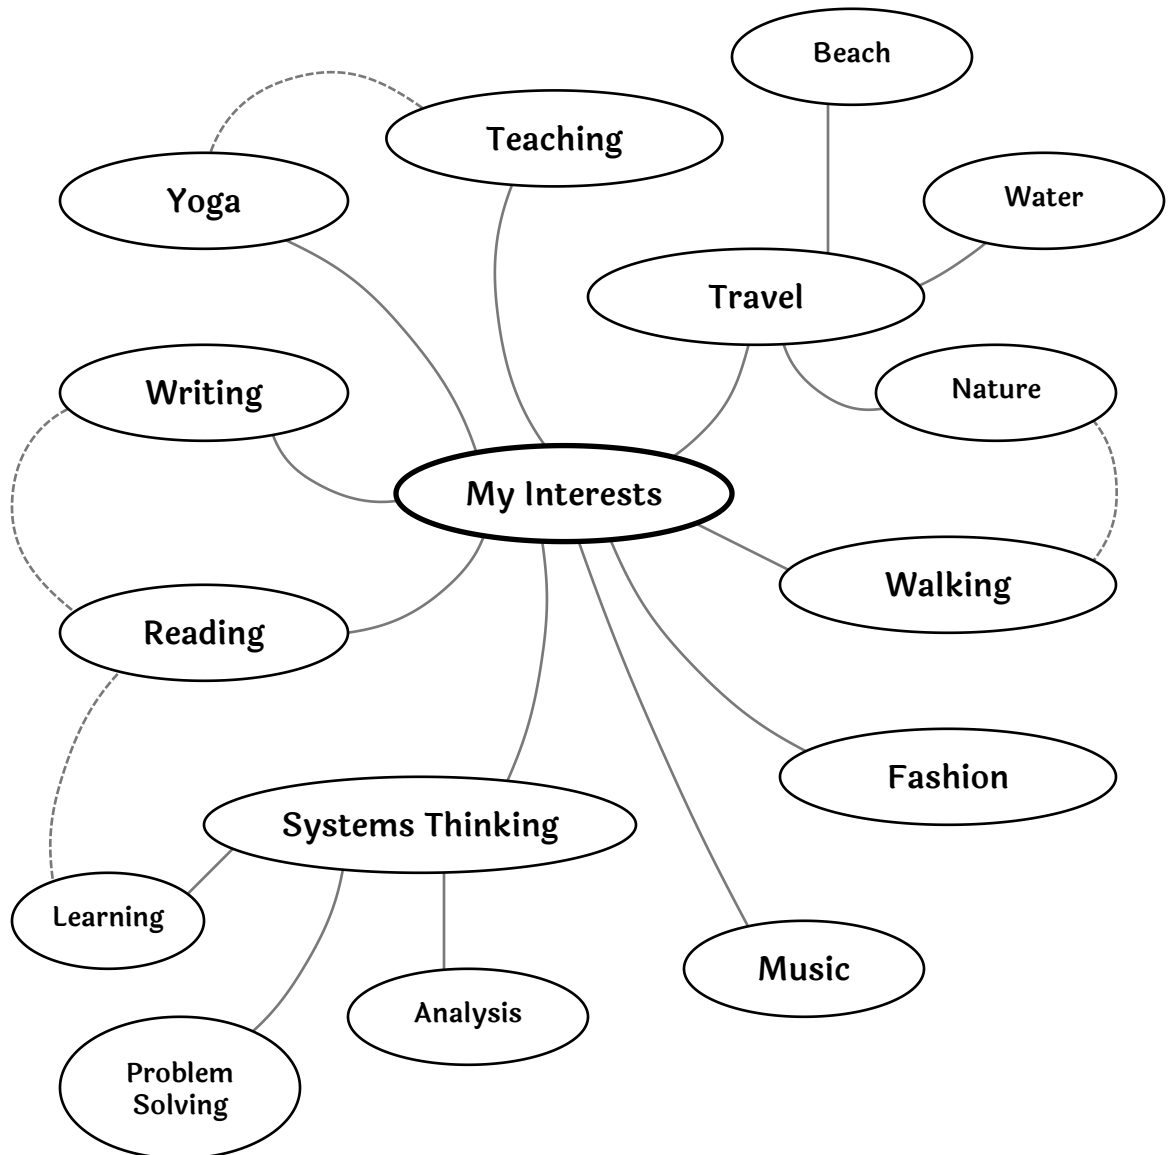 Beach
Teaching
Water
Yoga
Travel
Writing
Nature
My Interests
Walking
Reading
Fashion
Systems Thinking
Learning
Music
Analysis
Problem
Solving